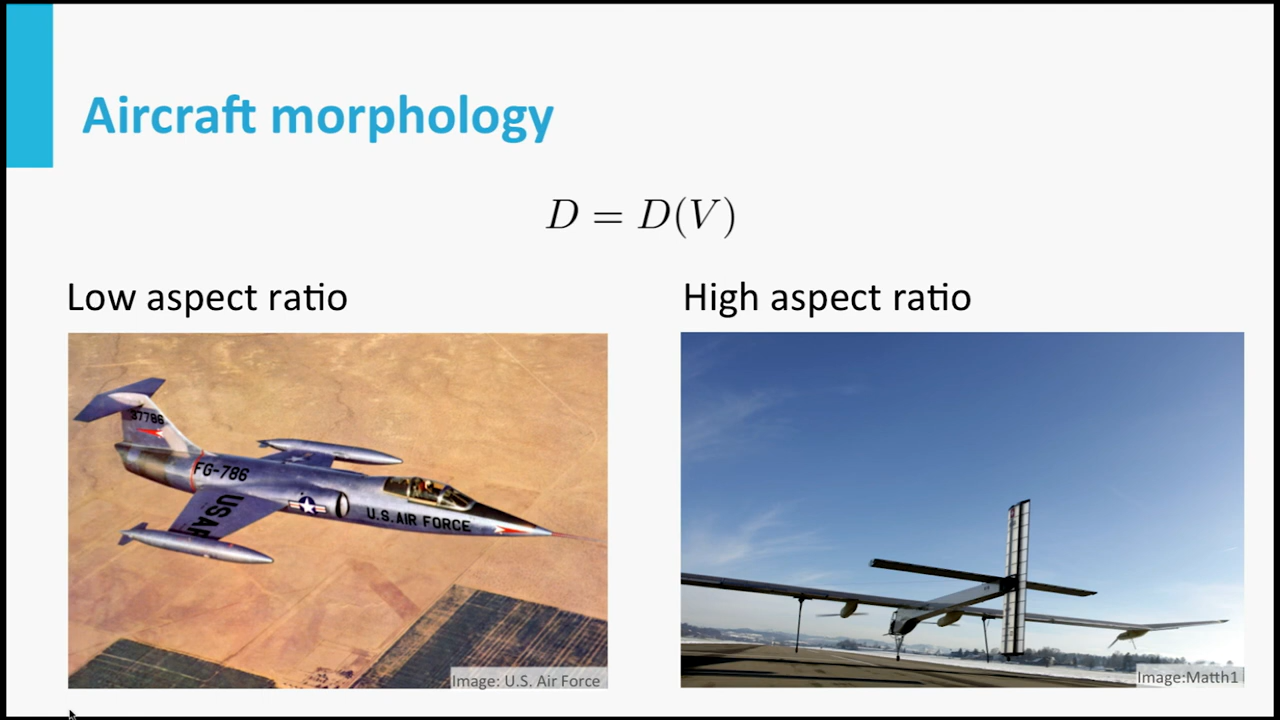 Aircraft morphology
D = D(V)
Low aspect ratio
High aspect ratio
37786
FG-786
USAF
U.S. AIR FORCE
Image: U.S. Air Force
Image:Matth1